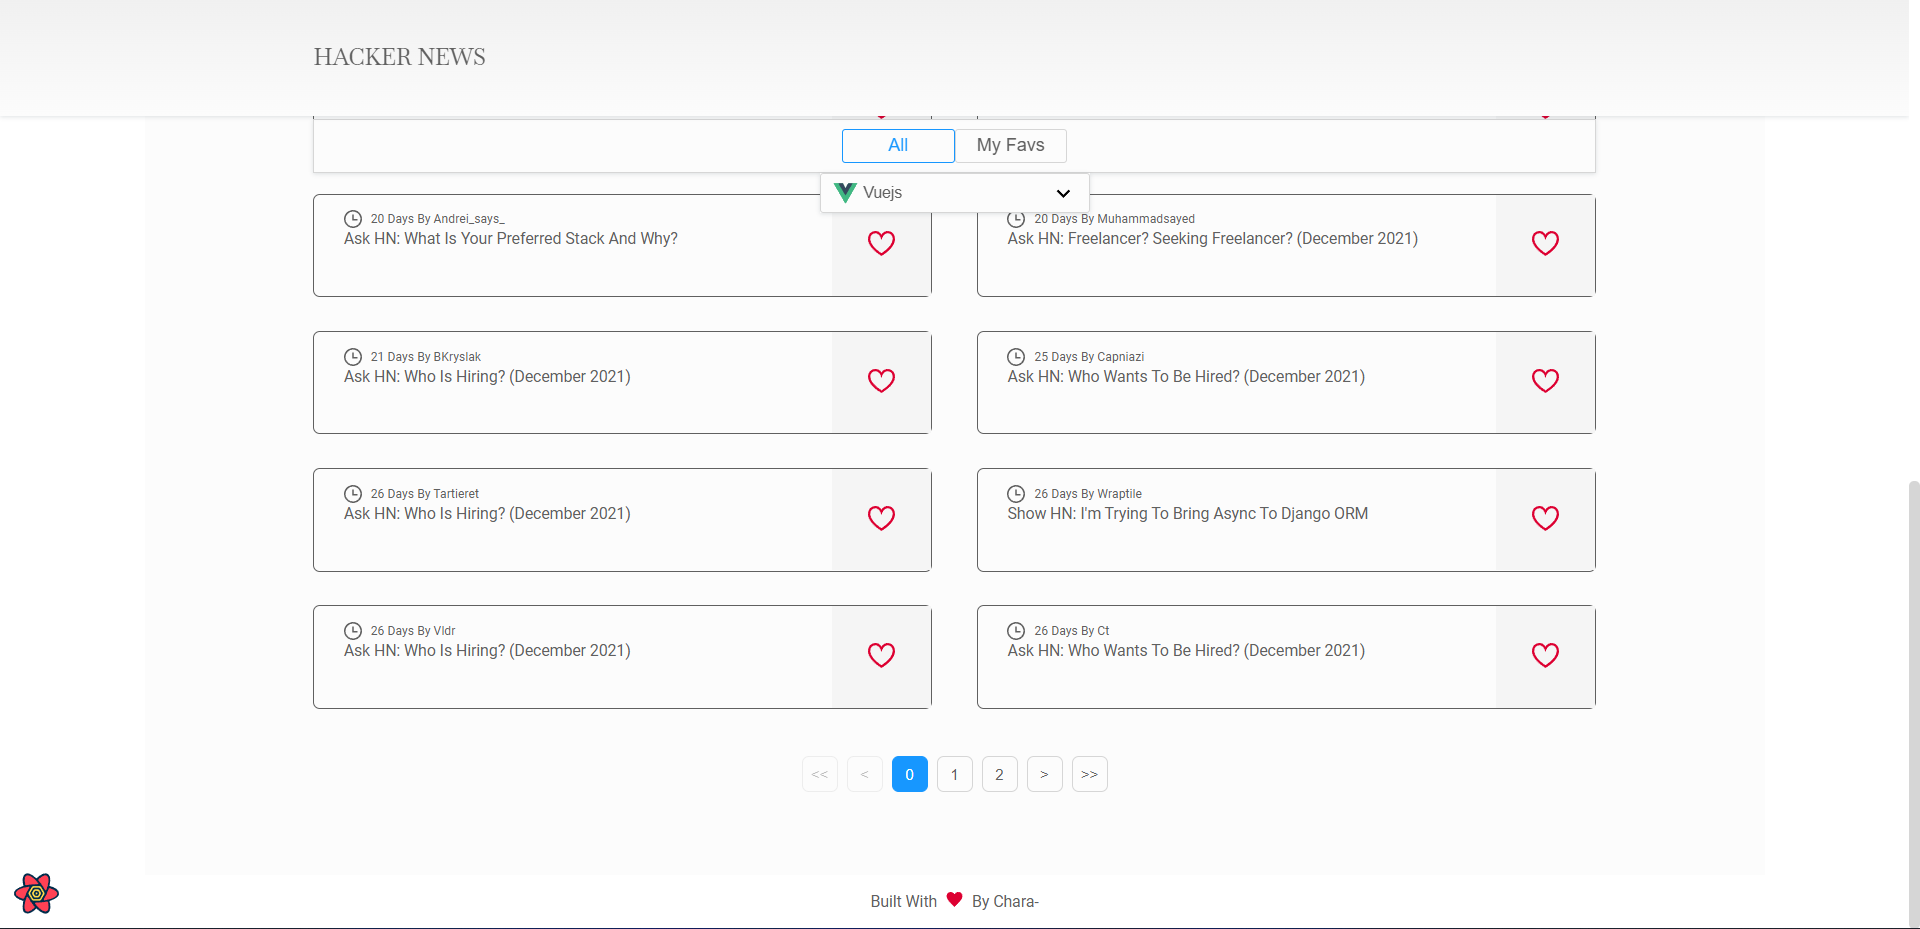 HACKER NEWS
All
My Favs
Vuejs
20 Days By Andrei_says_
Ask HN: What Is Your Preferred Stack And Why?
20 Days By Muhammadsayed
Ask HN: Freelancer? Seeking Freelancer? (December 2021)
21 Days By BKryslak
Ask HN: Who Is Hiring? (December 2021)
25 Days By Capniazi
Ask HN: Who Wants To Be Hired? (December 2021)
26 Days By Tartieret
Ask HN: Who Is Hiring? (December 2021)
26 Days By Wraptile
Show HN: I'm Trying To Bring Async To Django ORM
26 Days By Vldr
Ask HN: Who Is Hiring? (December 2021)
26 Days By Ct
Ask HN: Who Wants To Be Hired? (December 2021)
<< < 0 1 2 > >>
Built With By Chara-